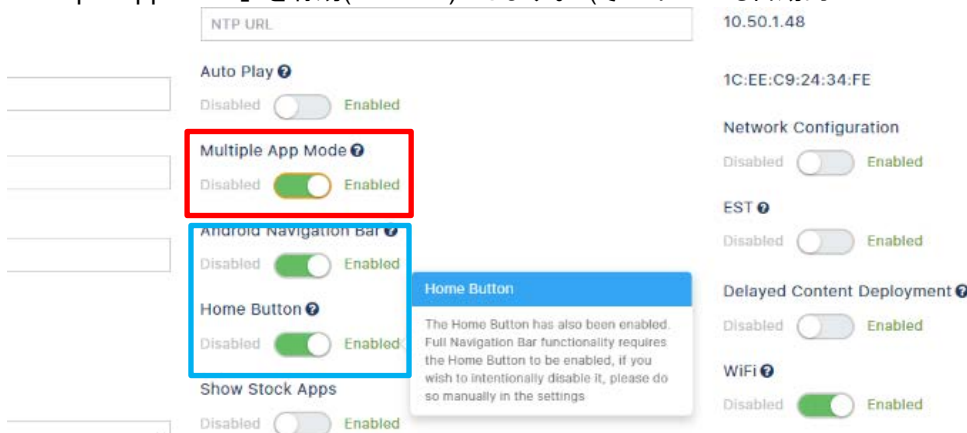 NTP URL
Auto Play
Disabled Enabled
Multiple App Mode
Disabled Enabled
Android Navigation Bar
Disabled Enabled
Home Button
Disabled Enabled
Show Stock Apps
Disabled Enabled
Home Button
The Home Button has also been enabled.
Full Navigation Bar functionality requires
the Home Button to be enabled, if you
wish to intentionally disable it, please do
so manually in the settings
10.50.1.48
1C:EE:C9:24:34:FE
Network Configuration
Disabled Enabled
EST
Disabled Enabled
Delayed Content Deployment
Disabled Enabled
WiFi
Disabled Enabled